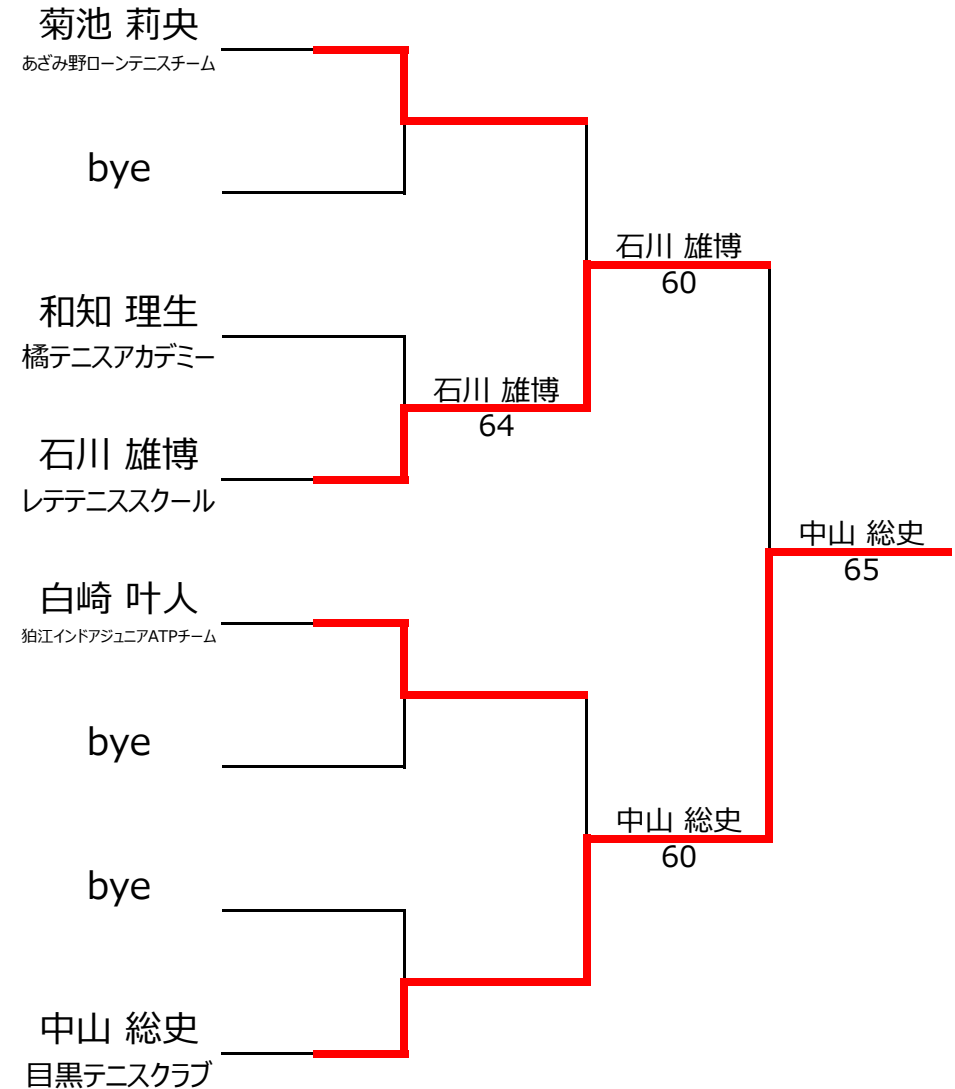 菊池 莉央
あざみ野ローンテニスチーム
bye
石川 雄博
60
和知 理生
橘テニスアカデミー
石川 雄博
64
石川 雄博
レテテニススクール
中山 総史
65
白崎 叶人
狛江インドアジュニアATPチーム
bye
中山 総史
60
bye
中山 総史
目黒テニスクラブ